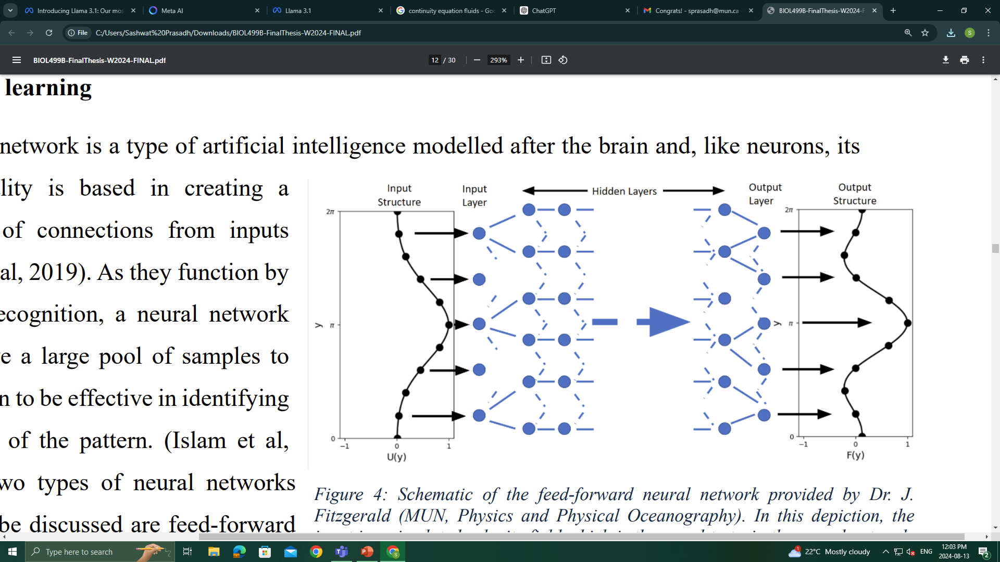 Introducing Llama 3.1: Our mos
Meta AI
Llama 3.1
continuity equation fluids - Goo
ChatGPT
Congrats! - sprasadh@mun.ca
BIOL499B-FinalThesis-W2024-F
File
C:/Users/Sashwat%20Prasadh/Downloads/BIOL499B-FinalThesis-W2024-FINAL.pdf
S
BIOL499B-FinalThesis-W2024-FINAL.pdf
12 / 30
293%
learning
network is a type of artificial intelligence modelled after the brain and, like neurons, its
lity is based in creating a
of connections from inputs
al, 2019). As they function by
ecognition, a neural network
e a large pool of samples to
n to be effective in identifying
of the pattern. (Islam et al,
wo types of neural networks
be discussed are feed-forward
Input Structure
Input Layer
Hidden Layers
Output Layer
Output Structure
2π
π
0
y
-1
0
1
U(y)
2π
π
0
y
-1
0
1
F(y)
Figure 4: Schematic of the feed-forward neural network provided by Dr. J.
Fitzgerald (MUN, Physics and Physical Oceanography). In this depiction, the
Type here to search
1
22°C Mostly cloudy
ENG
12:03 PM
2024-08-13
2